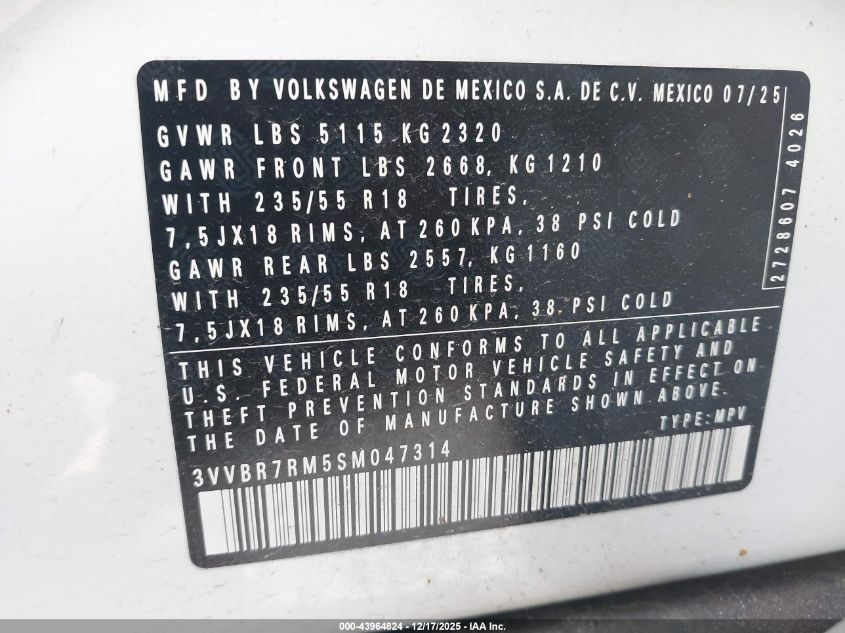 MFD BY VOLKSWAGEN DE MEXICO S.A. DE C.V. MEXICO 07/25
GVWR LBS 5115 KG 2320
GAWR FRONT LBS 2668, KG 1210
WITH 235/55 R18 TIRES,
7,5JX18 RIMS, AT 260 KPA, 38 PSI COLD
GAWR REAR LBS 2557, KG 1160
WITH 235/55 R18 TIRES,
7,5JX18 RIMS, AT 260 KPA, 38 PSI COLD
2728607 4026
THIS VEHICLE CONFORMS TO ALL APPLICABLE
U.S. FEDERAL MOTOR VEHICLE SAFETY AND
THEFT PREVENTION STANDARDS IN EFFECT ON
THE DATE OF MANUFACTURE SHOWN ABOVE.
TYPE: MPV
3VVBR7RM5SM047314
000-43964824 - 12/17/2025 - IAA Inc.